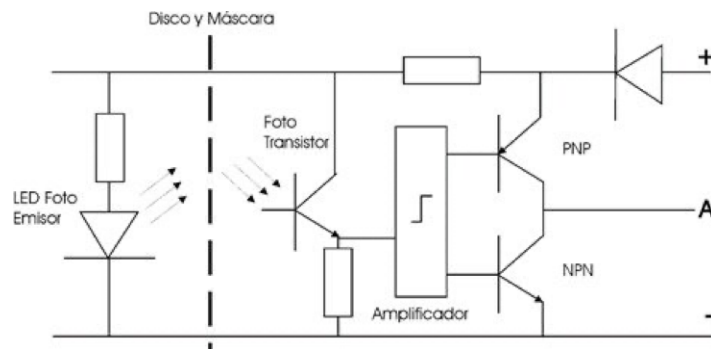 Disco y Máscara
+
Foto
Transistor
PNP
LED Foto
Emisor
A
NPN
Amplificador
-